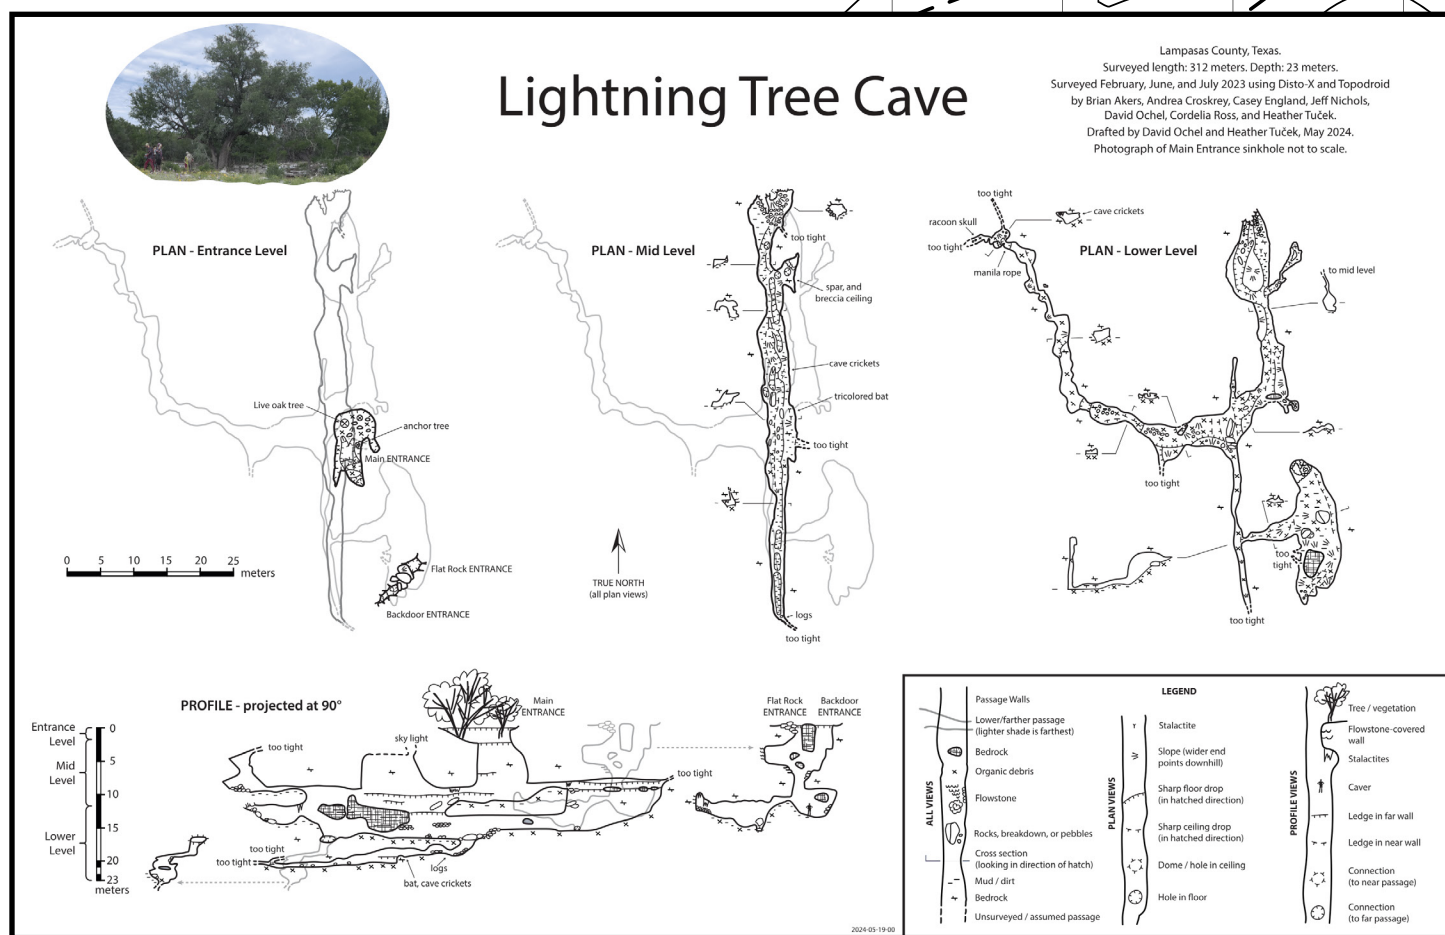 Lightning Tree Cave
Lampasas County, Texas.
Surveyed length: 312 meters. Depth: 23 meters.
Surveyed February, June, and July 2023 using Disto-X and Topodroid
by Brian Akers, Andrea Croskrey, Casey England, Jeff Nichols,
David Ochel, Cordelia Ross, and Heather Tuček.
Drafted by David Ochel and Heather Tuček, May 2024.
Photograph of Main Entrance sinkhole not to scale.
PLAN - Entrance Level
Live oak tree
anchor tree
Main ENTRANCE
Flat Rock ENTRANCE
Backdoor ENTRANCE
0 5 10 15 20 25
meters
PLAN - Mid Level
too tight
spar, and
breccia ceiling
cave crickets
tricolored bat
too tight
logs
too tight
TRUE NORTH
(all plan views)
PLAN - Lower Level
too tight
cave crickets
racoon skull
too tight
manila rope
to mid level
too tight
too
tight
too tight
PROFILE - projected at 90°
Entrance
Level
Mid
Level
Lower
Level
0
5
10
15
20
23
meters
too tight
sky light
Main
ENTRANCE
too tight
too tight
too tight
logs
bat, cave crickets
Flat Rock
ENTRANCE
Backdoor
ENTRANCE
2024-05-19-00
LEGEND
ALL VIEWS
Passage Walls
Lower/farther passage
(lighter shade is farthest)
Bedrock
Organic debris
Flowstone
Rocks, breakdown, or pebbles
Cross section
(looking in direction of hatch)
Mud / dirt
Bedrock
Unsurveyed / assumed passage
PLAN VIEWS
Stalactite
Slope (wider end
points downhill)
Sharp floor drop
(in hatched direction)
Sharp ceiling drop
(in hatched direction)
Dome / hole in ceiling
Hole in floor
PROFILE VIEWS
Tree / vegetation
Flowstone-covered
wall
Stalactites
Caver
Ledge in far wall
Ledge in near wall
Connection
(to near passage)
Connection
(to far passage)